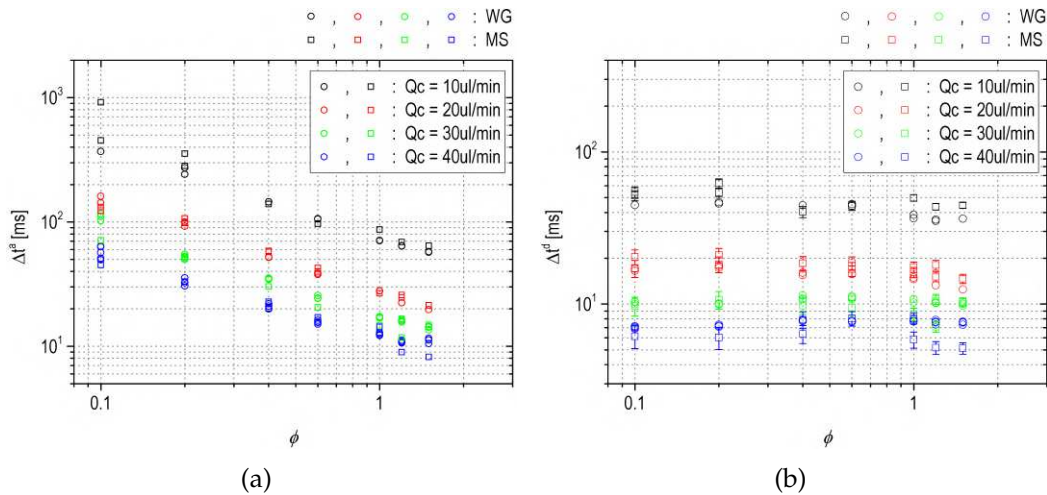 , , , : WG
, , , : MS
, : Qc = 10ul/min
, : Qc = 20ul/min
, : Qc = 30ul/min
, : Qc = 40ul/min
10³
10²
10¹
Δtᵃ [ms]
0.1 1
ϕ
(a)
, , , : WG
, , , : MS
, : Qc = 10ul/min
, : Qc = 20ul/min
, : Qc = 30ul/min
, : Qc = 40ul/min
10²
10¹
Δtᵈ [ms]
0.1 1
ϕ
(b)